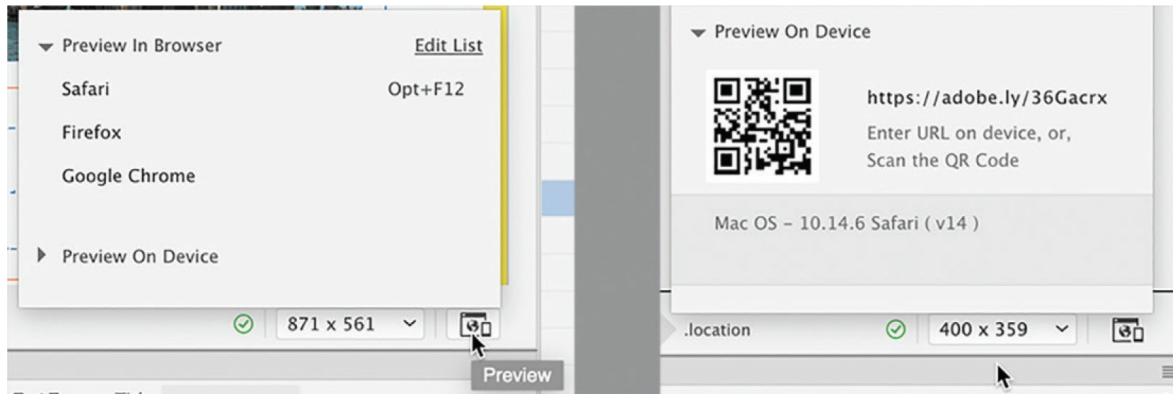 Preview In Browser Edit List
Safari Opt+F12
Firefox
Google Chrome
Preview On Device
871 x 561
Preview
Preview On Device
https://adobe.ly/36Gacrx
Enter URL on device, or,
Scan the QR Code
Mac OS – 10.14.6 Safari ( v14 )
.location 400 x 359